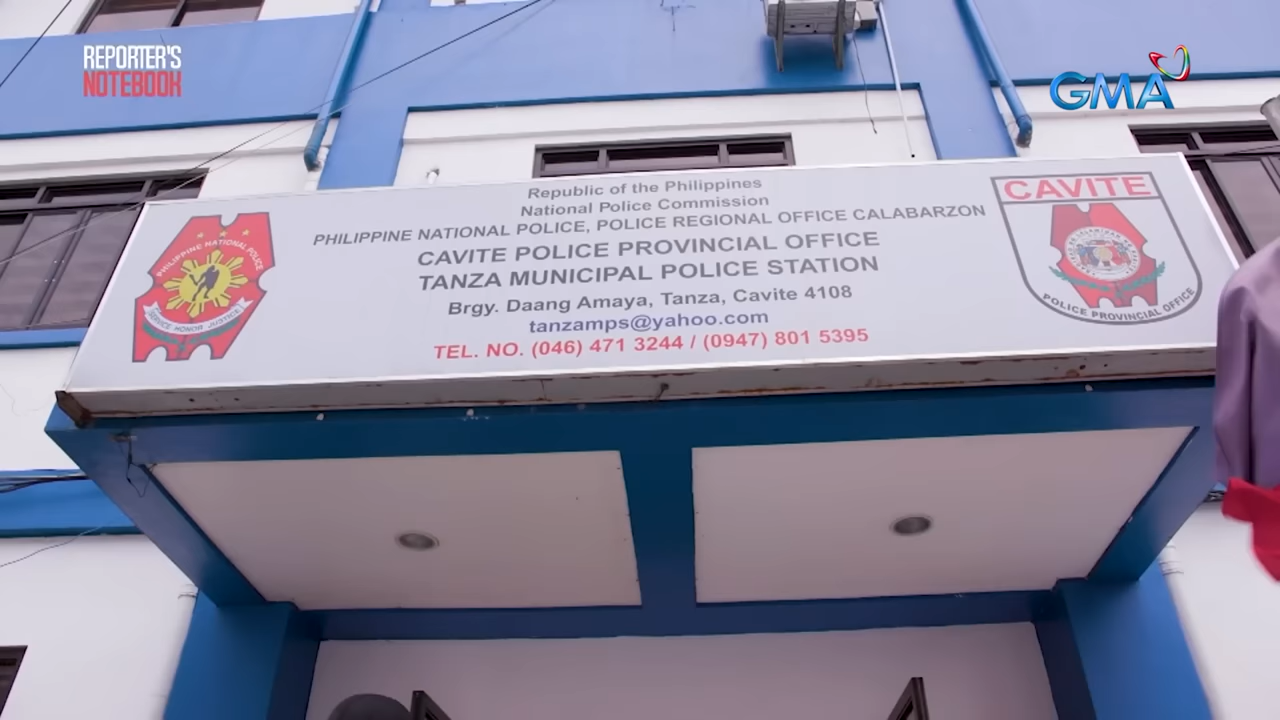 REPORTER'S
NOTEBOOK
GMA
Republic of the Philippines
National Police Commission
PHILIPPINE NATIONAL POLICE, POLICE REGIONAL OFFICE CALABARZON
CAVITE POLICE PROVINCIAL OFFICE
TANZA MUNICIPAL POLICE STATION
Brgy. Daang Amaya, Tanza, Cavite 4108
tanzamps@yahoo.com
TEL. NO. (046) 471 3244 / (0947) 801 5395
PHILIPPINE NATIONAL POLICE
SERVICE HONOR JUSTICE
CAVITE
POLICE PROVINCIAL OFFICE